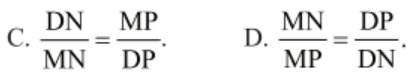 C. DN/MN = MP/DP. D. MN/MP = DP/DN.